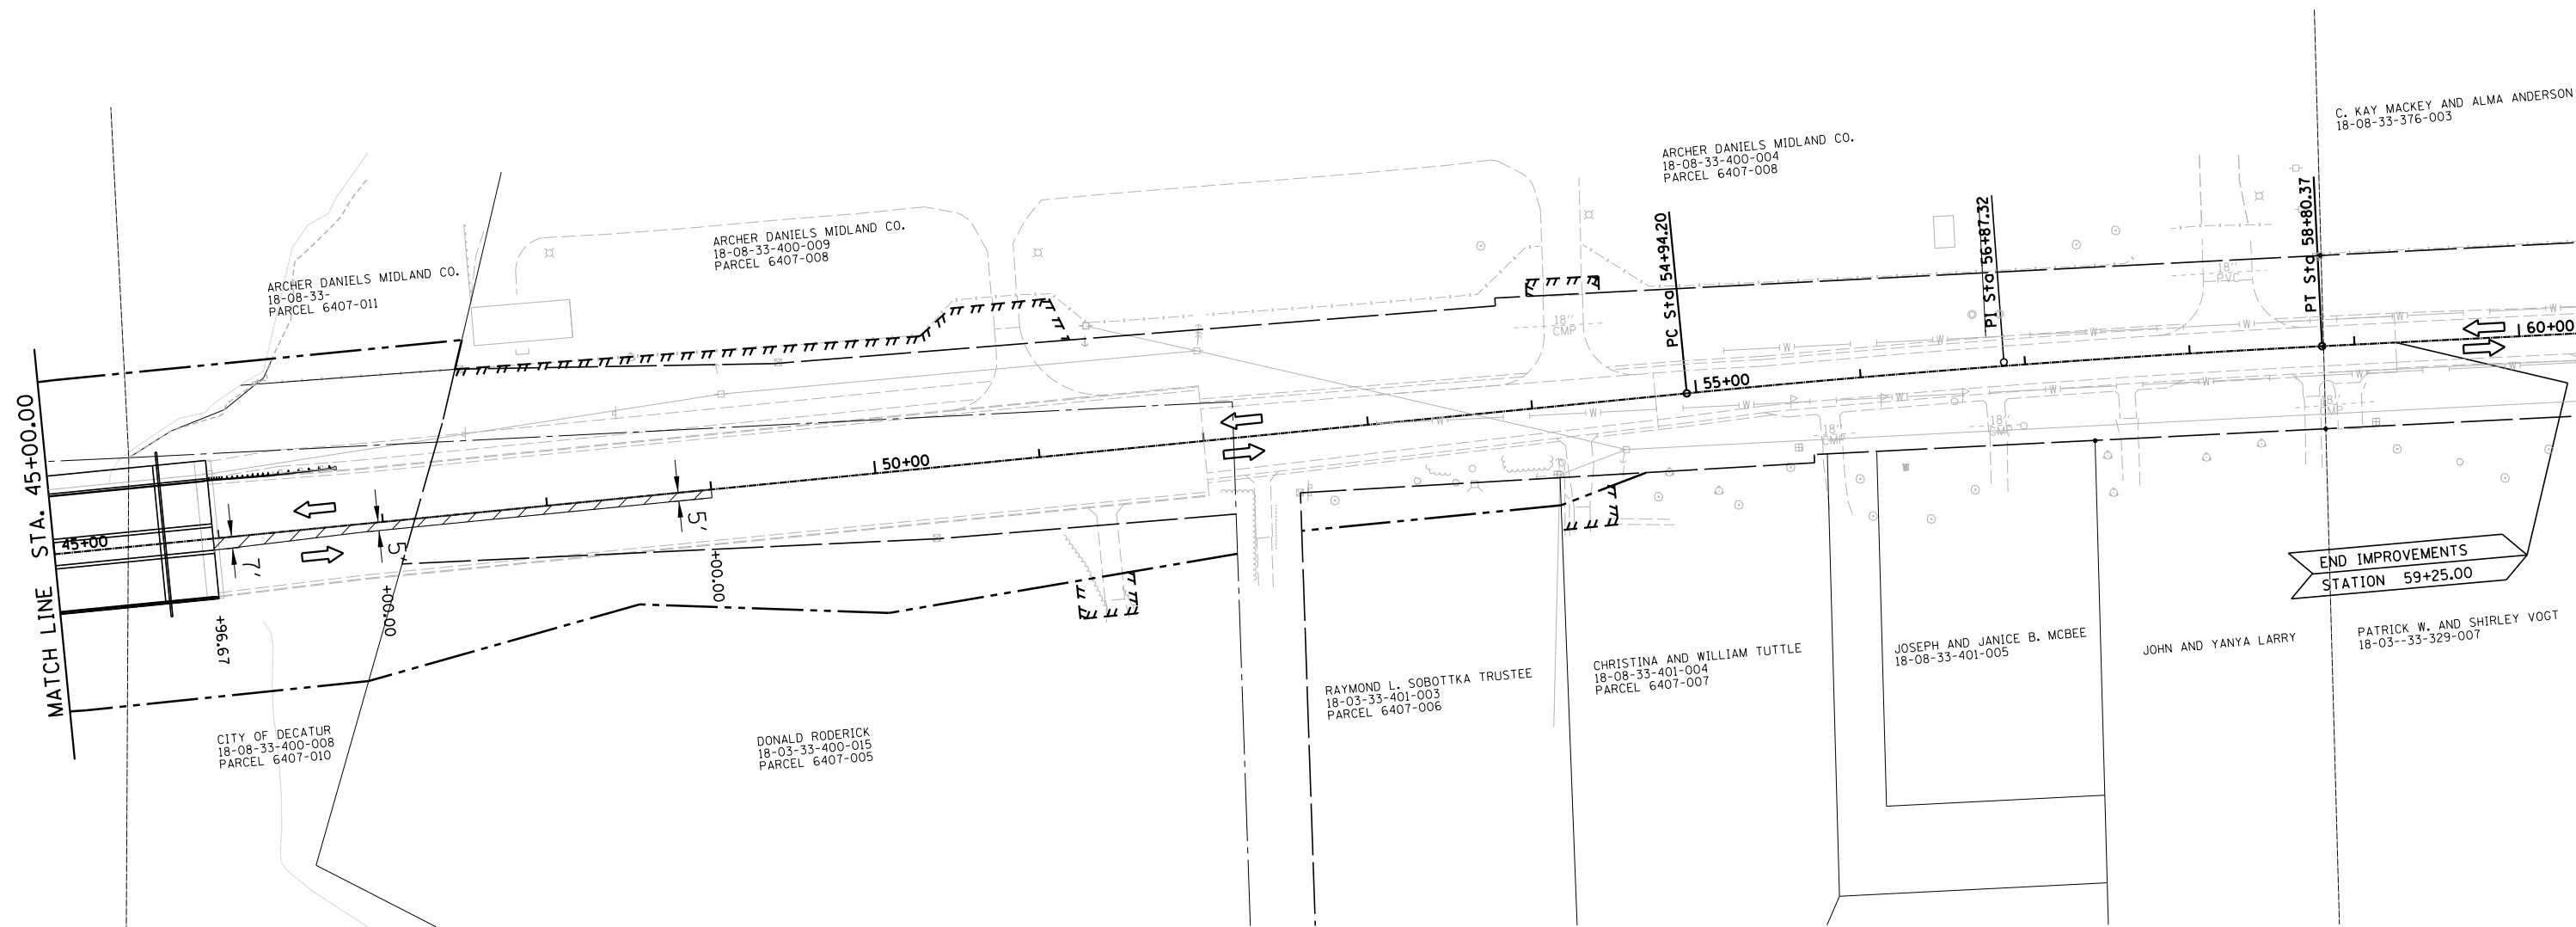 C. KAY MACKEY AND ALMA ANDERSON
18-08-33-376-003
ARCHER DANIELS MIDLAND CO.
18-08-33-400-004
PARCEL 6407-008
ARCHER DANIELS MIDLAND CO.
18-08-33-400-009
PARCEL 6407-008
ARCHER DANIELS MIDLAND CO.
18-08-33-
PARCEL 6407-011
PC Sta 54+94.20
PI Sta 56+87.32
PT Sta 58+80.37
18" PVC
18"
CMP
W
W
W
W
W
W
60+00
55+00
W
W
W
W
W
W
W
W
18"
CMP
18"
CMP
18"
CMP
50+00
MATCH LINE STA. 45+00.00
45+00
7'
5'
5'
+96.67
+00.00
+00.00
END IMPROVEMENTS
STATION 59+25.00
CITY OF DECATUR
18-08-33-400-008
PARCEL 6407-010
DONALD RODERICK
18-03-33-400-015
PARCEL 6407-005
RAYMOND L. SOBOTTKA TRUSTEE
18-03-33-401-003
PARCEL 6407-006
CHRISTINA AND WILLIAM TUTTLE
18-08-33-401-004
PARCEL 6407-007
JOSEPH AND JANICE B. MCBEE
18-08-33-401-005
JOHN AND YANYA LARRY
PATRICK W. AND SHIRLEY VOGT
18-03--33-329-007